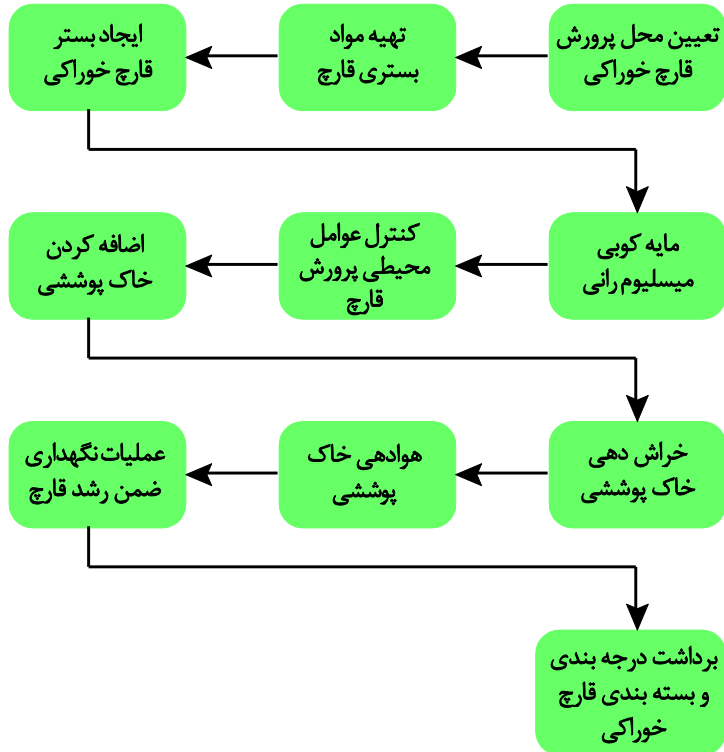 تعیین محل پرورش
قارچ خوراکی
تهیه مواد
بستری قارچ
ایجاد بستر
قارچ خوراکی
مایه کوبی
میسلیوم رانی
کنترل عوامل
محیطی پرورش
قارچ
اضافه کردن
خاک پوششی
خراش دهی
خاک پوششی
هوادهی خاک
پوششی
عملیات نگهداری
ضمن رشد قارچ
برداشت درجه بندی
و بسته بندی قارچ
خوراکی